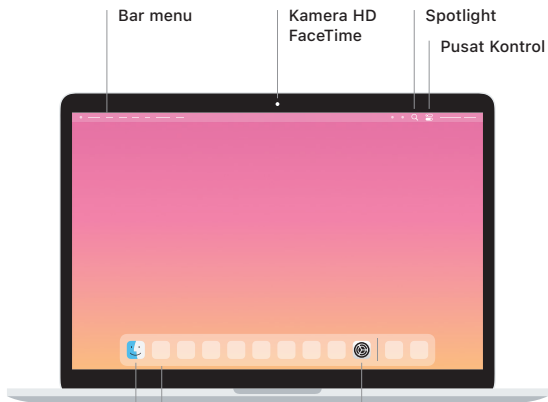 Bar menu
Kamera HD
FaceTime
Spotlight
Pusat Kontrol